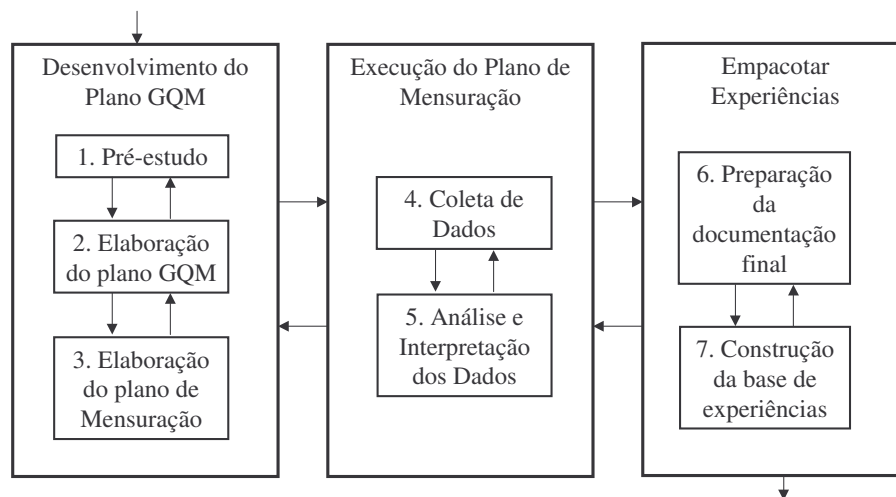 Desenvolvimento do
Plano GQM
1. Pré-estudo
2. Elaboração
do plano GQM
3. Elaboração
do plano de
Mensuração
Execução do Plano de
Mensuração
4. Coleta de
Dados
5. Análise e
Interpretação
dos Dados
Empacotar
Experiências
6. Preparação
da
documentação
final
7. Construção
da base de
experiências